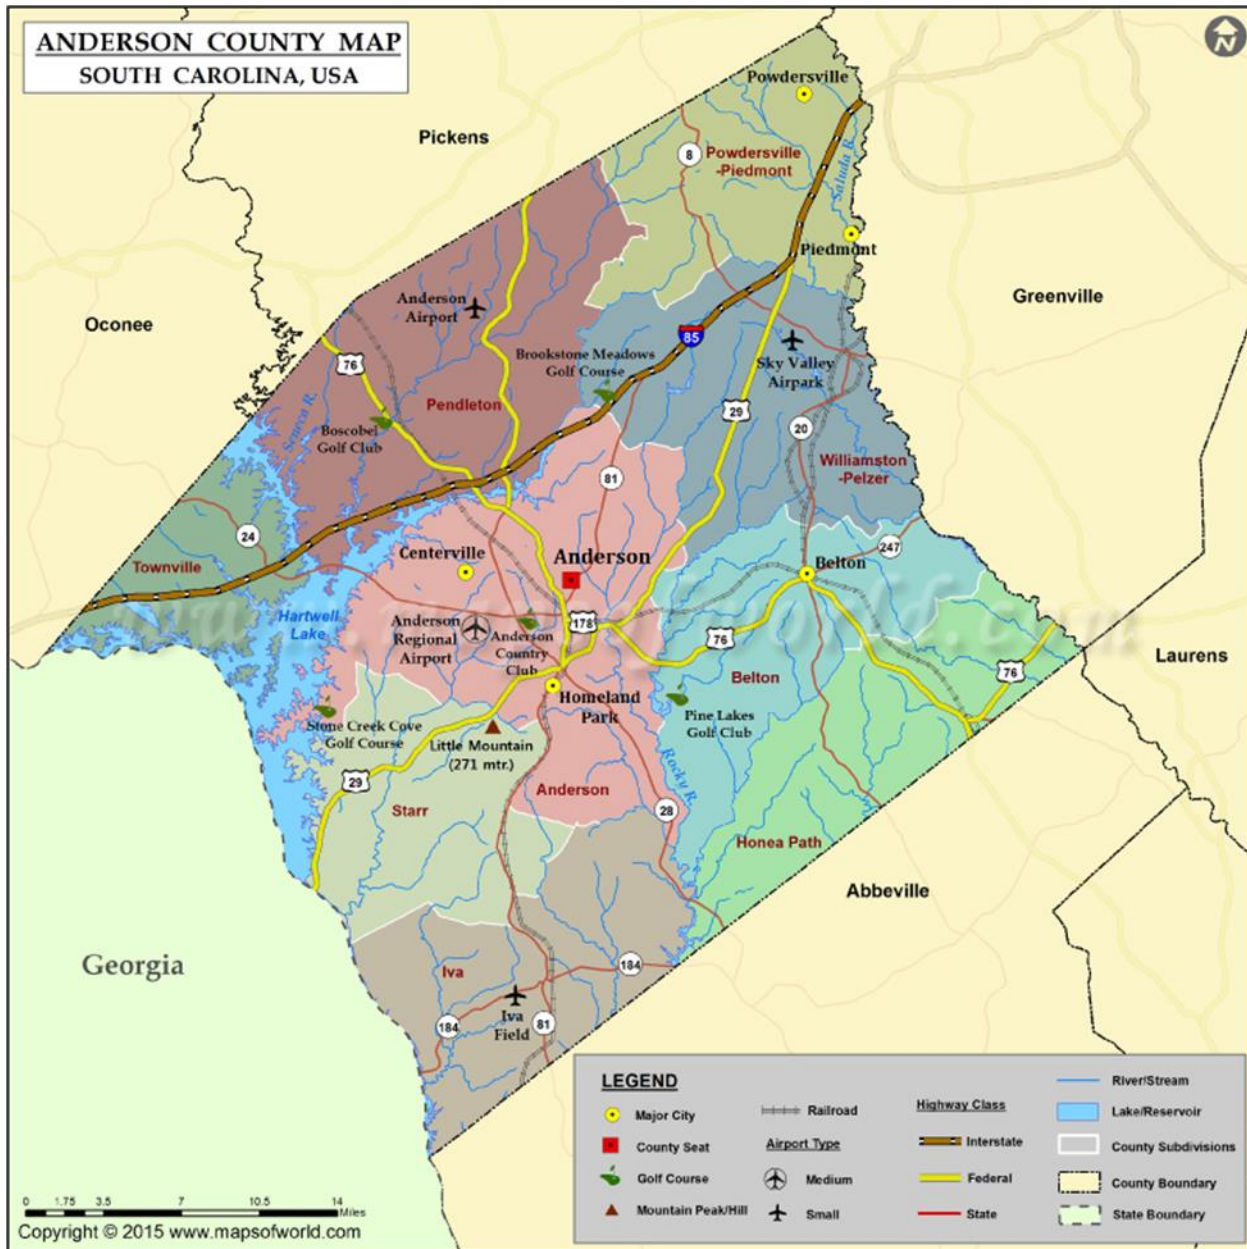 ANDERSON COUNTY MAP
SOUTH CAROLINA, USA
N
Powdersville
Pickens
8
Powdersville
-Piedmont
Saluda R.
Piedmont
Greenville
Oconee
Anderson
Airport
85
Sky Valley
Airpark
Brookstone Meadows
Golf Course
76
Pendleton
29
Seneca R.
Boscobel
Golf Club
20
Williamston
-Pelzer
81
24
247
Townville
Centerville
Anderson
Belton
Hartwell
Lake
www.mapsofworld.com
Anderson
Regional
Airport
Anderson
Country
Club
178
76
Laurens
76
Belton
Homeland
Park
Pine Lakes
Golf Club
Stone Creek Cove
Golf Course
Little Mountain
(271 mtr.)
Rocky R.
29
Starr
Anderson
28
Honea Path
Abbeville
Georgia
Iva
184
Iva
Field
184
81
LEGEND
Major City
County Seat
Golf Course
Mountain Peak/Hill
Railroad
Airport Type
Medium
Small
Highway Class
Interstate
Federal
State
River/Stream
Lake/Reservoir
County Subdivisions
County Boundary
State Boundary
0 1.75 3.5 7 10.5 14
Miles
Copyright © 2015 www.mapsofworld.com